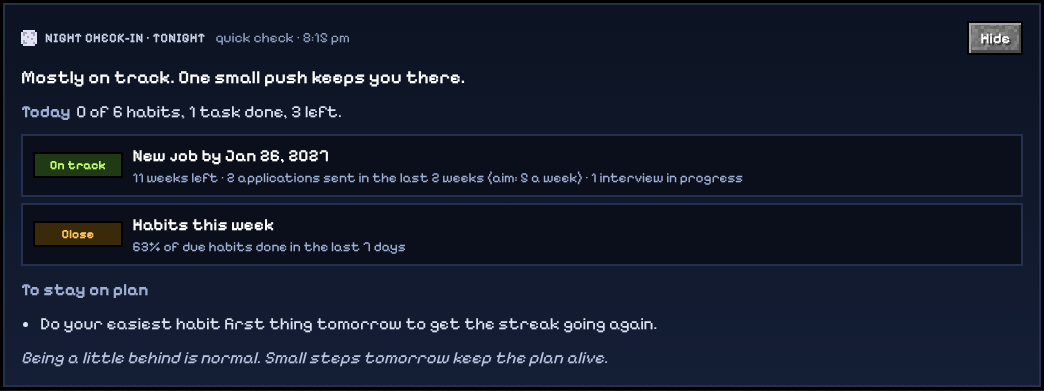 NIGHT CHECK-IN · TONIGHT quick check · 8:15 pm
Hide
Mostly on track. One small push keeps you there.
Today 0 of 6 habits, 1 task done, 3 left.
On track
New job by Jan 26, 2027
11 weeks left · 2 applications sent in the last 2 weeks (aim: 5 a week) · 1 interview in progress
Close
Habits this week
63% of due habits done in the last 7 days
To stay on plan
• Do your easiest habit first thing tomorrow to get the streak going again.
Being a little behind is normal. Small steps tomorrow keep the plan alive.